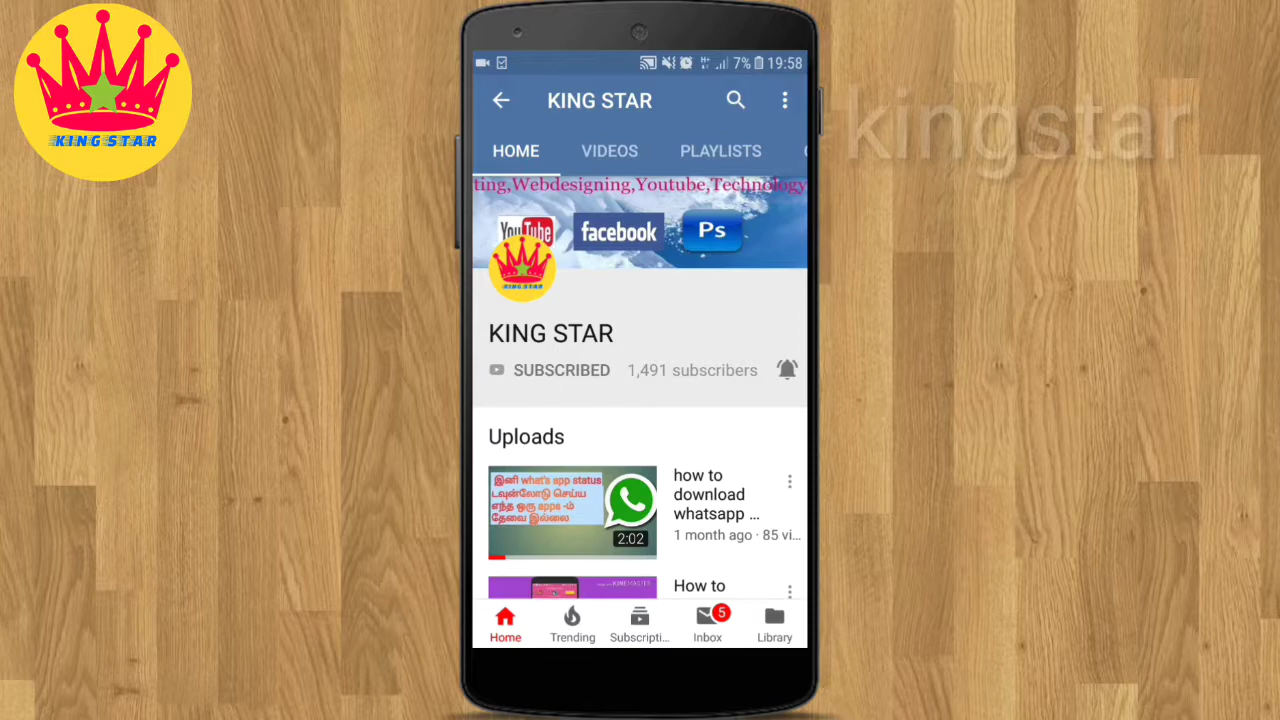 KING STAR
kingstar
7% 19:58
KING STAR
HOME VIDEOS PLAYLISTS
ting,Webdesigning,Youtube,Technology
YouTube facebook Ps
KING STAR
KING STAR
SUBSCRIBED 1,491 subscribers
Uploads
இனி what's app status
டவுன்லோடு செய்ய
எந்த ஒரு apps -ம்
தேவை இல்லை
2:02
how to
download
whatsapp ...
1 month ago · 85 vi...
KINEMASTER
How to
5
Home Trending Subscripti... Inbox Library